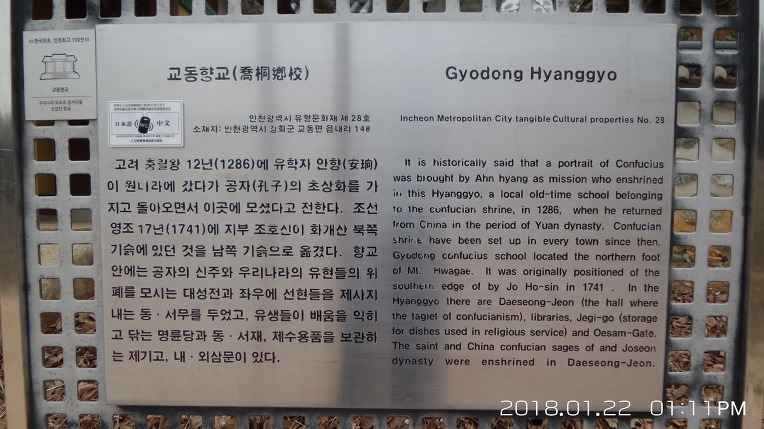 교동향교(喬桐鄕校)
인천광역시 유형문화재 제 28호
소재지: 인천광역시 강화군 교동면 읍내리 148
고려 충렬왕 12년(1286)에 유학자 안향(安珦)
이 원나라에 갔다가 공자(孔子)의 초상화를 가
지고 돌아오면서 이곳에 모셨다고 전한다. 조선
영조 17년(1741)에 지부 조호신이 화개산 북쪽
기슭에 있던 것을 남쪽 기슭으로 옮겼다. 향교
안에는 공자의 신주와 우리나라의 유현들의 위
폐를 모시는 대성전과 좌우에 선현들을 제사지
내는 동·서무를 두었고, 유생들이 배움을 익히
고 닦는 명륜당과 동·서재, 제수용품을 보관하
는 제기고, 내·외삼문이 있다.
Gyodong Hyanggyo
Incheon Metropolitan City tangible Cultural properties No. 28
It is historically said that a portrait of Confucius
was brought by Ahn hyang as mission who enshrined
in this Hyanggyo, a local old-time school belonging
to the confucian shrine, in 1286, when he returned
from China in the period of Yuan dynasty. Confucian
shrine have been set up in every town since then.
Gyodong confucius school located the northern foot
of Mt. Hwagae. It was originally positioned of the
southern edge of by Jo Ho-sin in 1741 . In the
Hyanggyo there are Daeseong-Jeon (the hall where
the taglet of confucianism), libraries, Jegi-go (storage
for dishes used in religious service) and Oesam-Gate.
The saint and China confucian sages of and Joseon
dynasty were enshrined in Daeseong-Jeon.
교동향교
日本語 中文
2018.01.22 01:11PM